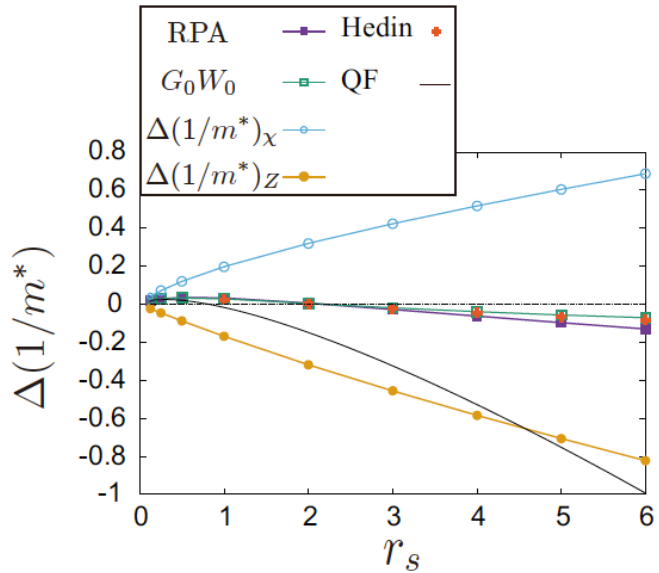 RPA Hedin
G₀W₀ QF
Δ(1/m*)χ
Δ(1/m*)Z
0.8
0.6
0.4
0.2
0
-0.2
-0.4
-0.6
-0.8
-1
0 1 2 3 4 5 6
Δ(1/m*)
rₛ